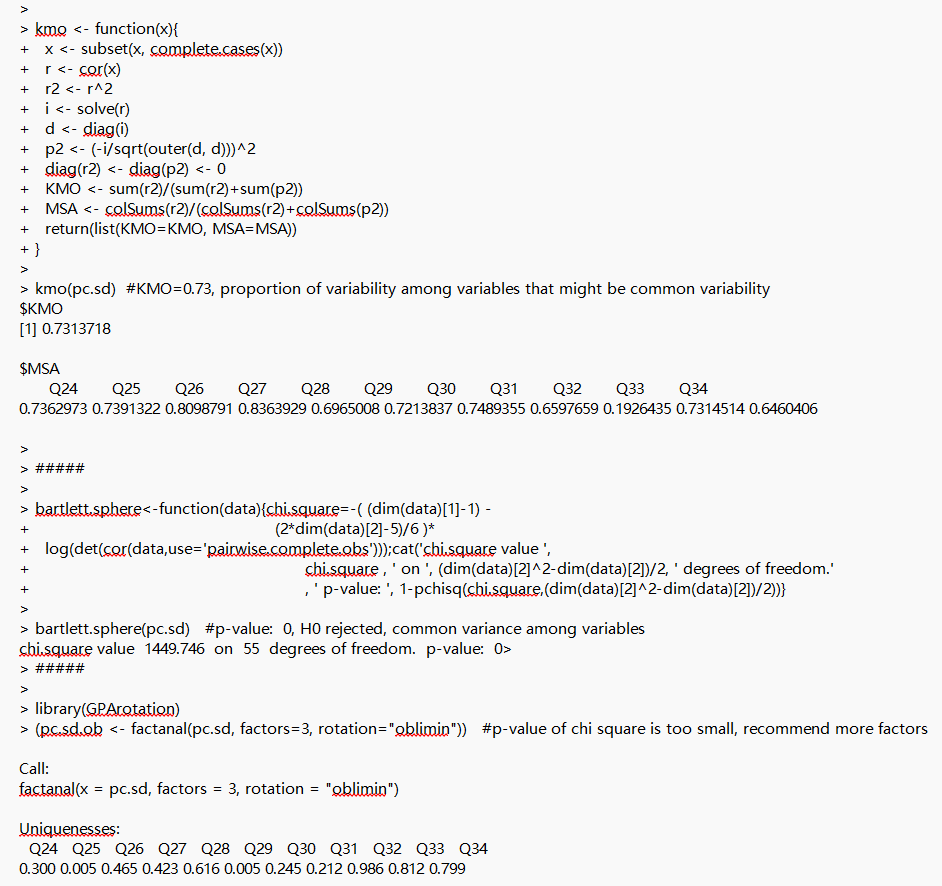 >
> kmo <- function(x){
+   x <- subset(x, complete.cases(x))
+   r <- cor(x)
+   r2 <- r^2
+   i <- solve(r)
+   d <- diag(i)
+   p2 <- (-i/sqrt(outer(d, d)))^2
+   diag(r2) <- diag(p2) <- 0
+   KMO <- sum(r2)/(sum(r2)+sum(p2))
+   MSA <- colSums(r2)/(colSums(r2)+colSums(p2))
+   return(list(KMO=KMO, MSA=MSA))
+ }
>
> kmo(pc.sd)  #KMO=0.73, proportion of variability among variables that might be common variability
$KMO
[1] 0.7313718

$MSA
Q24 Q25 Q26 Q27 Q28 Q29 Q30 Q31 Q32 Q33 Q34
0.7362973 0.7391322 0.8098791 0.8363929 0.6965008 0.7213837 0.7489355 0.6597659 0.1926435 0.7314514 0.6460406

>
> #####
>
> bartlett.sphere<-function(data){chi.square=-( (dim(data)[1]-1) -
+ (2*dim(data)[2]-5)/6 )*
+   log(det(cor(data,use='pairwise.complete.obs')));cat('chi.square value ',
+ chi.square , ' on ', (dim(data)[2]^2-dim(data)[2])/2, ' degrees of freedom.'
+ , ' p-value: ', 1-pchisq(chi.square,(dim(data)[2]^2-dim(data)[2])/2))}
>
> bartlett.sphere(pc.sd)   #p-value:  0, H0 rejected, common variance among variables
chi.square value  1449.746  on  55  degrees of freedom.  p-value:  0>
> #####
>
> library(GPArotation)
> (pc.sd.ob <- factanal(pc.sd, factors=3, rotation="oblimin"))   #p-value of chi square is too small, recommend more factors

Call:
factanal(x = pc.sd, factors = 3, rotation = "oblimin")

Uniquenesses:
Q24 Q25 Q26 Q27 Q28 Q29 Q30 Q31 Q32 Q33 Q34
0.300 0.005 0.465 0.423 0.616 0.005 0.245 0.212 0.986 0.812 0.799